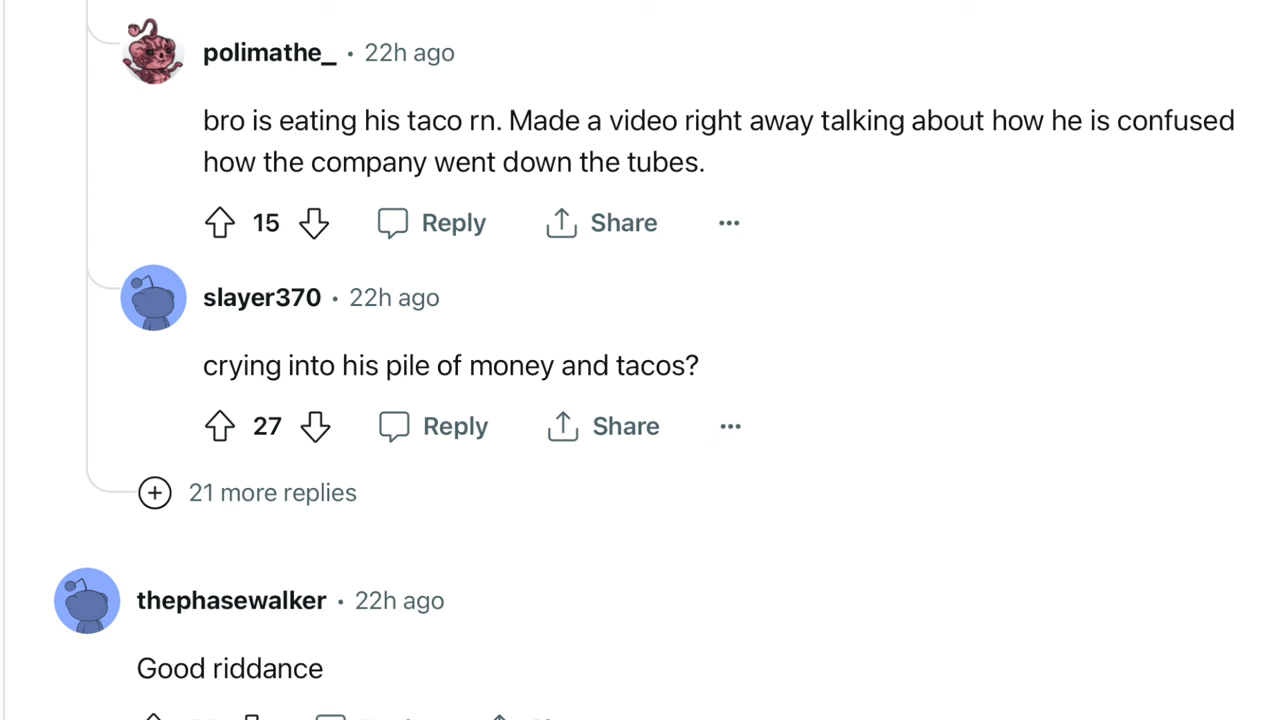 polimathe_ • 22h ago
bro is eating his taco rn. Made a video right away talking about how he is confused
how the company went down the tubes.
15 Reply Share ...
slayer370 • 22h ago
crying into his pile of money and tacos?
27 Reply Share ...
21 more replies
thephasewalker • 22h ago
Good riddance